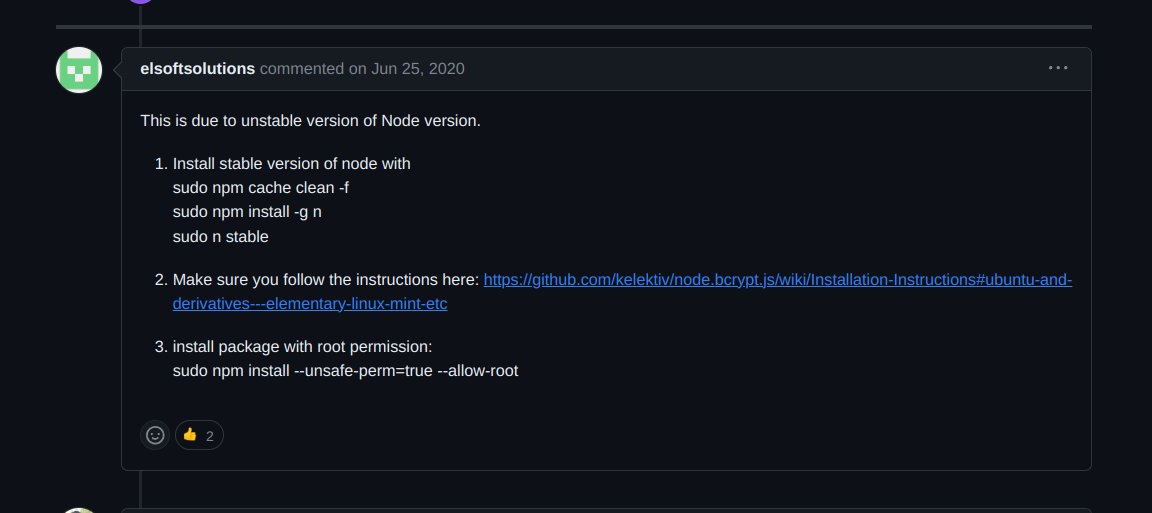 elsoftsolutions commented on Jun 25, 2020
This is due to unstable version of Node version.
1. Install stable version of node with
sudo npm cache clean -f
sudo npm install -g n
sudo n stable
2. Make sure you follow the instructions here: https://github.com/kelektiv/node.bcrypt.js/wiki/Installation-Instructions#ubuntu-and-
derivatives---elementary-linux-mint-etc
3. install package with root permission:
sudo npm install --unsafe-perm=true --allow-root
👍 2